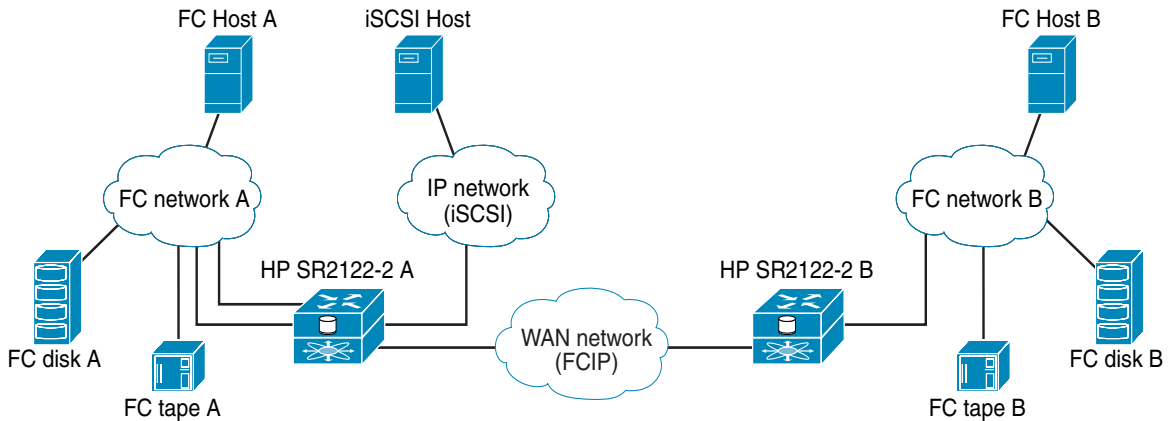 FC Host A
iSCSI Host
FC Host B
FC network A
IP network
(iSCSI)
FC network B
HP SR2122-2 A
HP SR2122-2 B
WAN network
(FCIP)
FC disk A
FC disk B
FC tape A
FC tape B